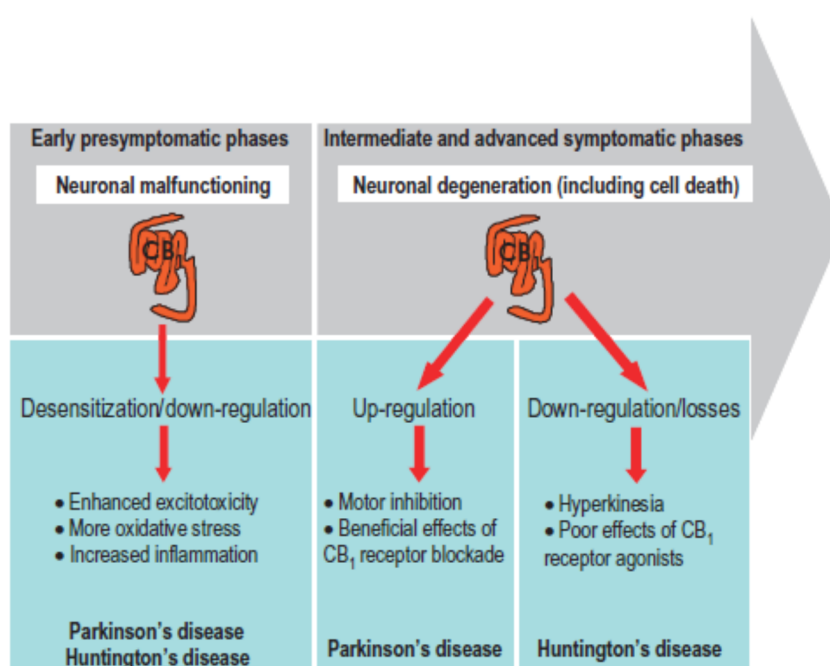 Early presymptomatic phases
Neuronal malfunctioning
CB₁
Intermediate and advanced symptomatic phases
Neuronal degeneration (including cell death)
CB₁
Desensitization/down-regulation
• Enhanced excitotoxicity
• More oxidative stress
• Increased inflammation
Parkinson's disease
Huntington's disease
Up-regulation
• Motor inhibition
• Beneficial effects of
CB₁ receptor blockade
Parkinson's disease
Down-regulation/losses
• Hyperkinesia
• Poor effects of CB₁
receptor agonists
Huntington's disease